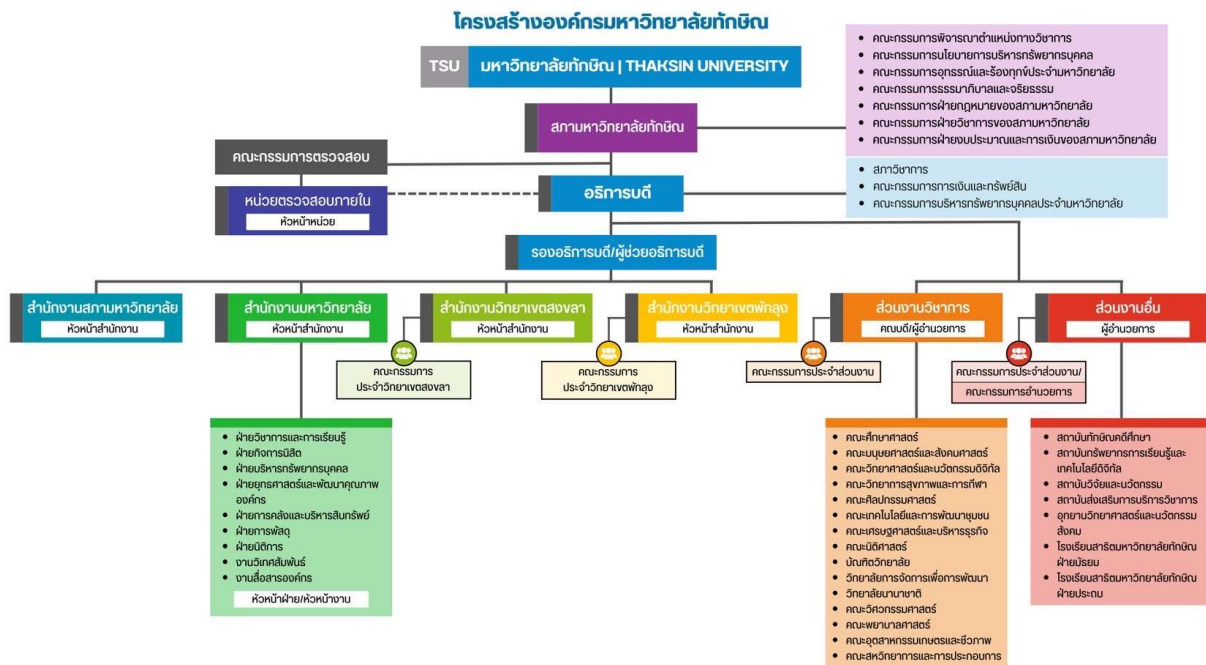 โครงสร้างองค์กรมหาวิทยาลัยทักษิณ
TSU มหาวิทยาลัยทักษิณ | THAKSIN UNIVERSITY
สภามหาวิทยาลัยทักษิณ
• คณะกรรมการพิจารณาตำแหน่งทางวิชาการ
• คณะกรรมการนโยบายการบริหารทรัพยากรบุคคล
• คณะกรรมการอุทธรณ์และร้องทุกข์ประจำมหาวิทยาลัย
• คณะกรรมการธรรมาภิบาลและจริยธรรม
• คณะกรรมการฝ่ายกฎหมายของสภามหาวิทยาลัย
• คณะกรรมการฝ่ายวิชาการของสภามหาวิทยาลัย
• คณะกรรมการฝ่ายงบประมาณและการเงินของสภามหาวิทยาลัย
คณะกรรมการตรวจสอบ
หน่วยตรวจสอบภายใน
หัวหน้าหน่วย
อธิการบดี
• สภาวิชาการ
• คณะกรรมการการเงินและทรัพย์สิน
• คณะกรรมการบริหารทรัพยากรบุคคลประจำมหาวิทยาลัย
รองอธิการบดี/ผู้ช่วยอธิการบดี
สำนักงานสภามหาวิทยาลัย
หัวหน้าสำนักงาน
สำนักงานมหาวิทยาลัย
หัวหน้าสำนักงาน
สำนักงานวิทยาเขตสงขลา
หัวหน้าสำนักงาน
สำนักงานวิทยาเขตพัทลุง
หัวหน้าสำนักงาน
ส่วนงานวิชาการ
คณบดี/ผู้อำนวยการ
ส่วนงานอื่น
ผู้อำนวยการ
คณะกรรมการ
ประจำวิทยาเขตสงขลา
คณะกรรมการ
ประจำวิทยาเขตพัทลุง
คณะกรรมการประจำส่วนงาน
คณะกรรมการประจำส่วนงาน/
คณะกรรมการอำนวยการ
• ฝ่ายวิชาการและการเรียนรู้
• ฝ่ายกิจการนิสิต
• ฝ่ายบริหารทรัพยากรบุคคล
• ฝ่ายยุทธศาสตร์และพัฒนาคุณภาพ
องค์กร
• ฝ่ายการคลังและบริหารสินทรัพย์
• ฝ่ายการพัสดุ
• ฝ่ายนิติการ
• งานวิเทศสัมพันธ์
• งานสื่อสารองค์กร
หัวหน้าฝ่าย/หัวหน้างาน
• คณะศึกษาศาสตร์
• คณะมนุษยศาสตร์และสังคมศาสตร์
• คณะวิทยาศาสตร์และนวัตกรรมดิจิทัล
• คณะวิทยาการสุขภาพและการกีฬา
• คณะศิลปกรรมศาสตร์
• คณะเทคโนโลยีและการพัฒนาชุมชน
• คณะเศรษฐศาสตร์และบริหารธุรกิจ
• คณะนิติศาสตร์
• บัณฑิตวิทยาลัย
• วิทยาลัยการจัดการเพื่อการพัฒนา
• วิทยาลัยนานาชาติ
• คณะวิศวกรรมศาสตร์
• คณะพยาบาลศาสตร์
• คณะอุตสาหกรรมเกษตรและชีวภาพ
• คณะสหวิทยาการและการประกอบการ
• สถาบันทักษิณคดีศึกษา
• สถาบันทรัพยากรการเรียนรู้และ
เทคโนโลยีดิจิทัล
• สถาบันวิจัยและนวัตกรรม
• สถาบันส่งเสริมการบริการวิชาการ
• อุทยานวิทยาศาสตร์และนวัตกรรม
สังคม
• โรงเรียนสาธิตมหาวิทยาลัยทักษิณ
ฝ่ายมัธยม
• โรงเรียนสาธิตมหาวิทยาลัยทักษิณ
ฝ่ายประถม